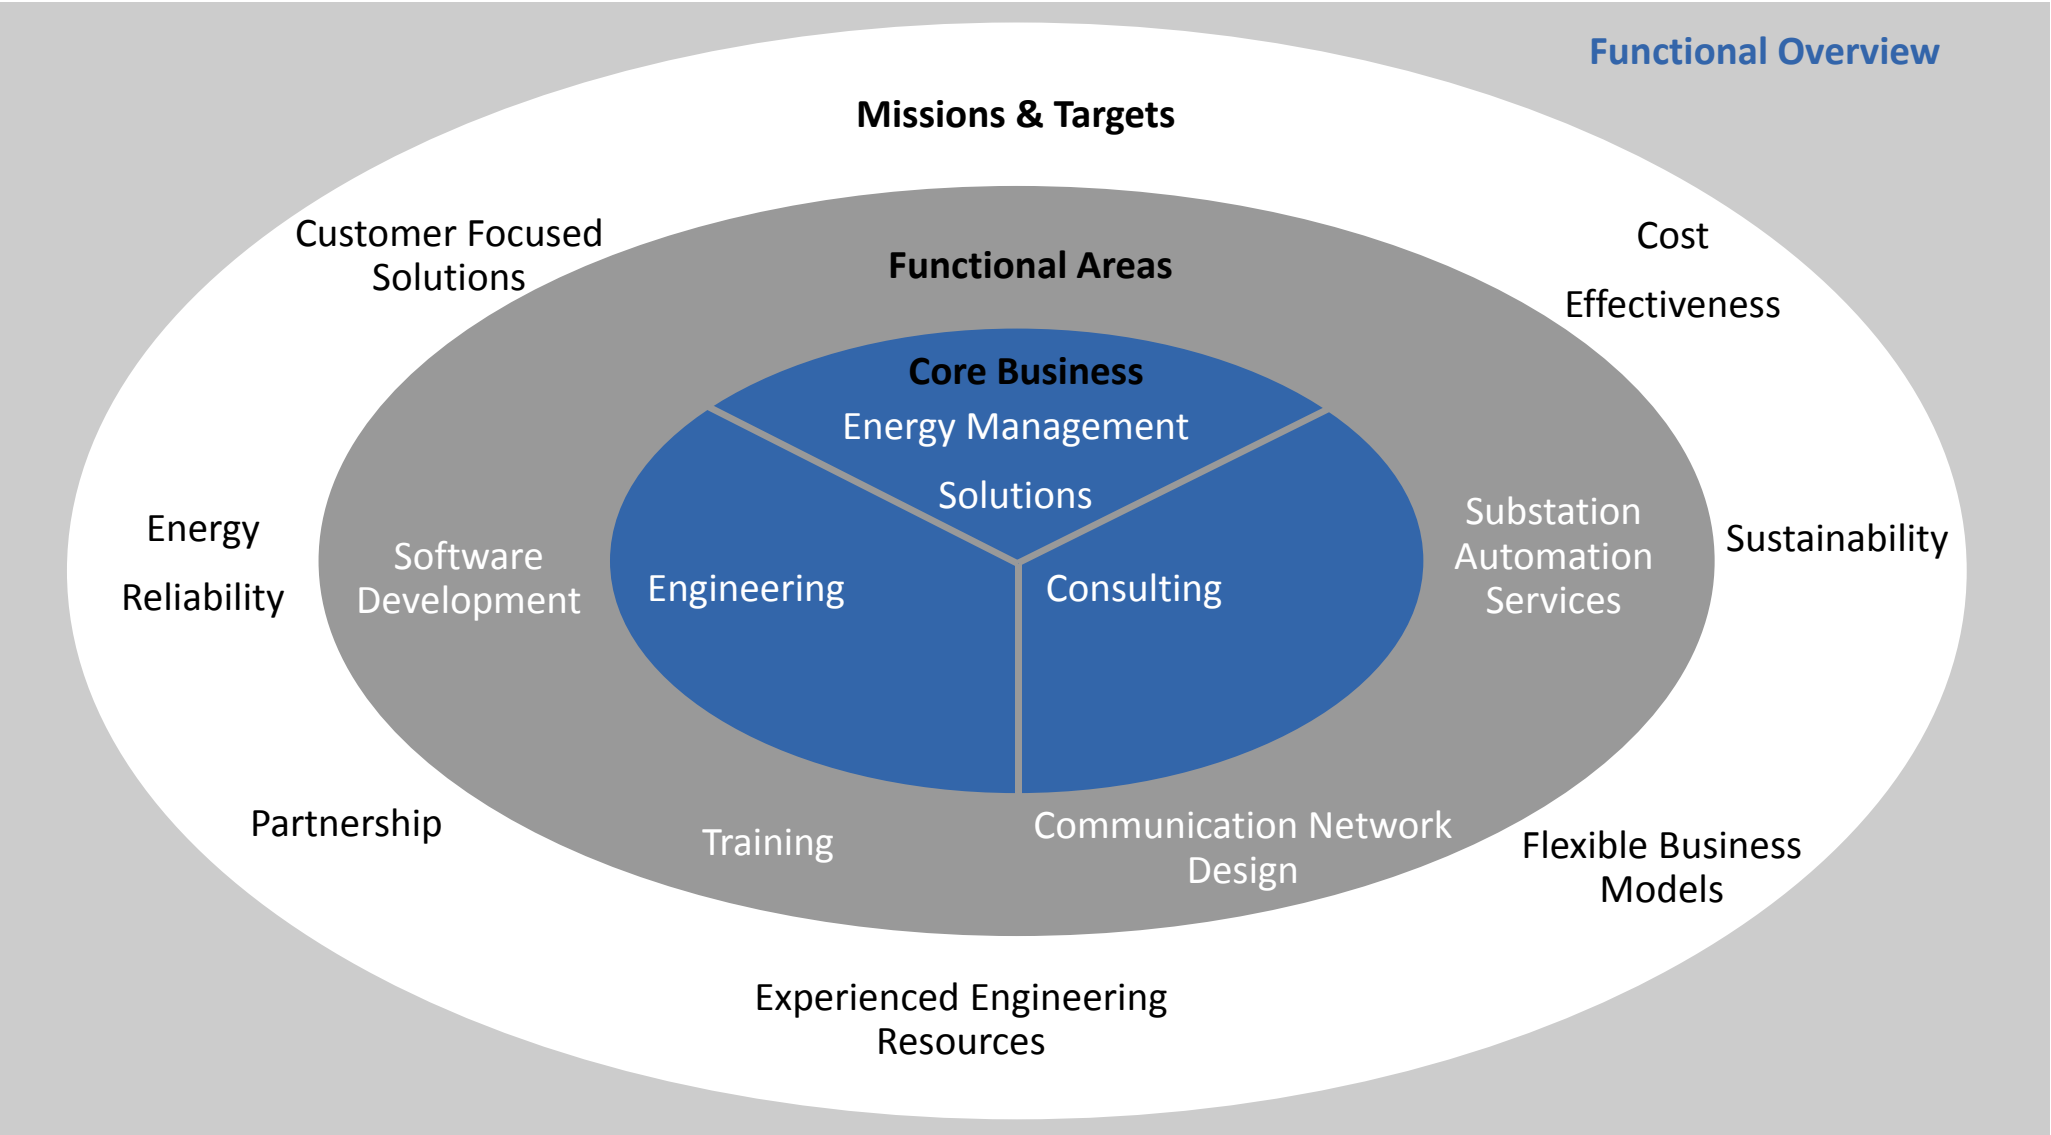 Functional Overview
Missions & Targets
Customer Focused
Solutions
Cost
Effectiveness
Functional Areas
Core Business
Energy Management
Solutions
Energy
Reliability
Software
Development
Engineering
Consulting
Substation
Automation
Services
Sustainability
Partnership
Training
Communication Network
Design
Flexible Business
Models
Experienced Engineering
Resources